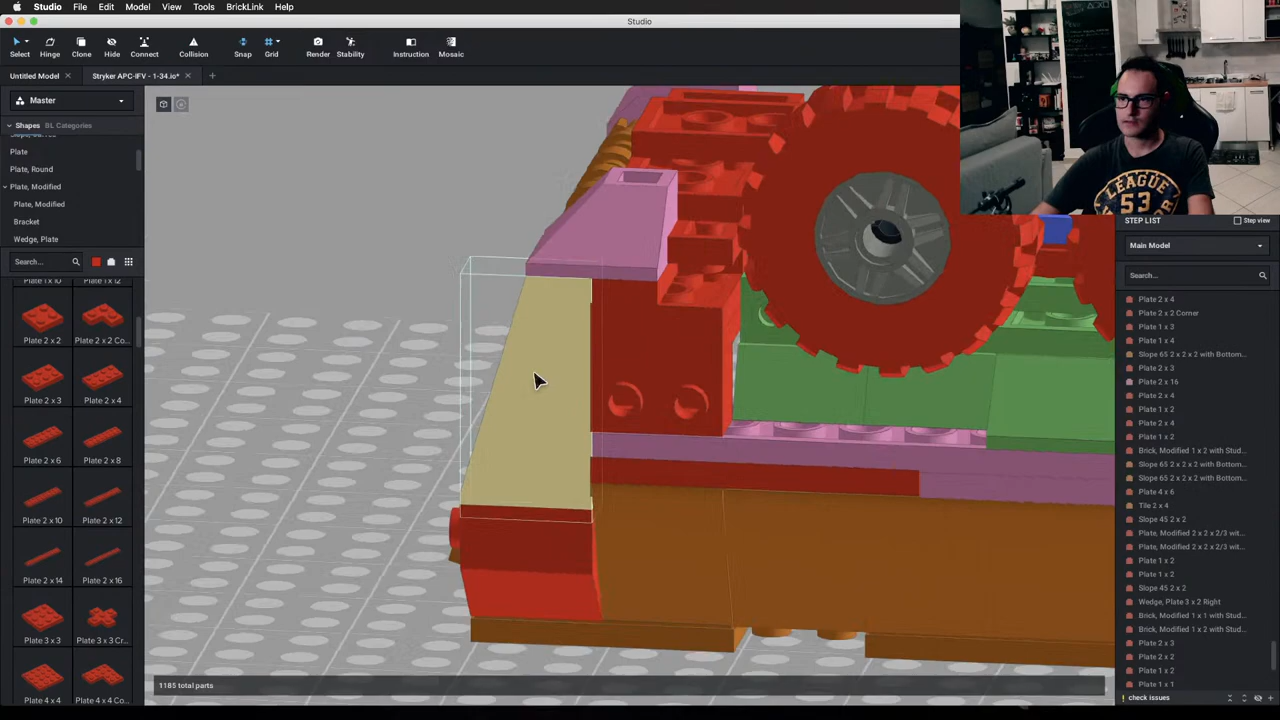 Studio File Edit View Model Tools BrickLink Help
Studio
Select Hinge Clone Hide Connect Collision Snap Grid Render Stability Instruction Mosaic
Untitled Model Stryker APC-IFV - 1-34.io*
Master
Shapes BL Categories
Plate
Plate, Round
Plate, Modified
Plate, Modified
Bracket
Wedge, Plate
Search...
Plate 1 x 10 Plate 1 x 12
Plate 2 x 2 Plate 2 x 2 Co...
Plate 2 x 3 Plate 2 x 4
Plate 2 x 6 Plate 2 x 8
Plate 2 x 10 Plate 2 x 12
Plate 2 x 14 Plate 2 x 16
Plate 3 x 3 Plate 3 x 3 Cr...
Plate 4 x 4 Plate 4 x 4 Co...
1185 total parts
LEAGUE
53
STEP LIST Step view
Main Model
Search...
Plate 2 x 4
Plate 2 x 2 Corner
Plate 1 x 3
Plate 1 x 4
Slope 65 2 x 2 x 2 with Bottom...
Plate 2 x 3
Plate 2 x 16
Plate 2 x 4
Plate 1 x 2
Plate 2 x 4
Plate 1 x 2
Brick, Modified 1 x 2 with Stud...
Slope 65 2 x 2 x 2 with Bottom...
Slope 65 2 x 2 x 2 with Bottom...
Plate 4 x 6
Tile 2 x 4
Slope 45 2 x 2
Plate, Modified 2 x 2 x 2/3 wit...
Plate, Modified 2 x 2 x 2/3 wit...
Plate 1 x 2
Plate 1 x 2
Slope 45 2 x 2
Wedge, Plate 3 x 2 Right
Brick, Modified 1 x 1 with Stud...
Brick, Modified 1 x 2 with Stud...
Plate 2 x 3
Plate 2 x 2
Plate 1 x 2
Plate 1 x 1
check issues